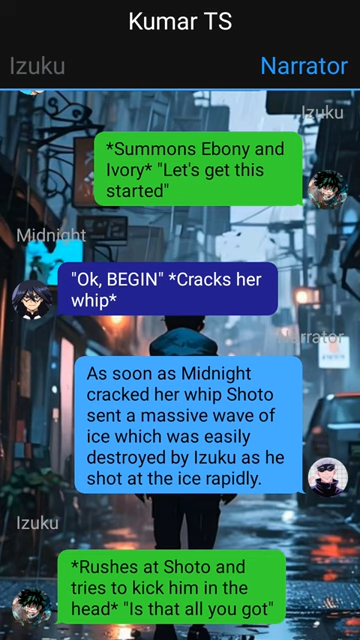 Kumar TS
Izuku
Narrator
Izuku
*Summons Ebony and
Ivory* "Let's get this
started"
Midnight
"Ok, BEGIN" *Cracks her
whip*
Narrator
As soon as Midnight
cracked her whip Shoto
sent a massive wave of
ice which was easily
destroyed by Izuku as he
shot at the ice rapidly.
Izuku
*Rushes at Shoto and
tries to kick him in the
head* "Is that all you got"